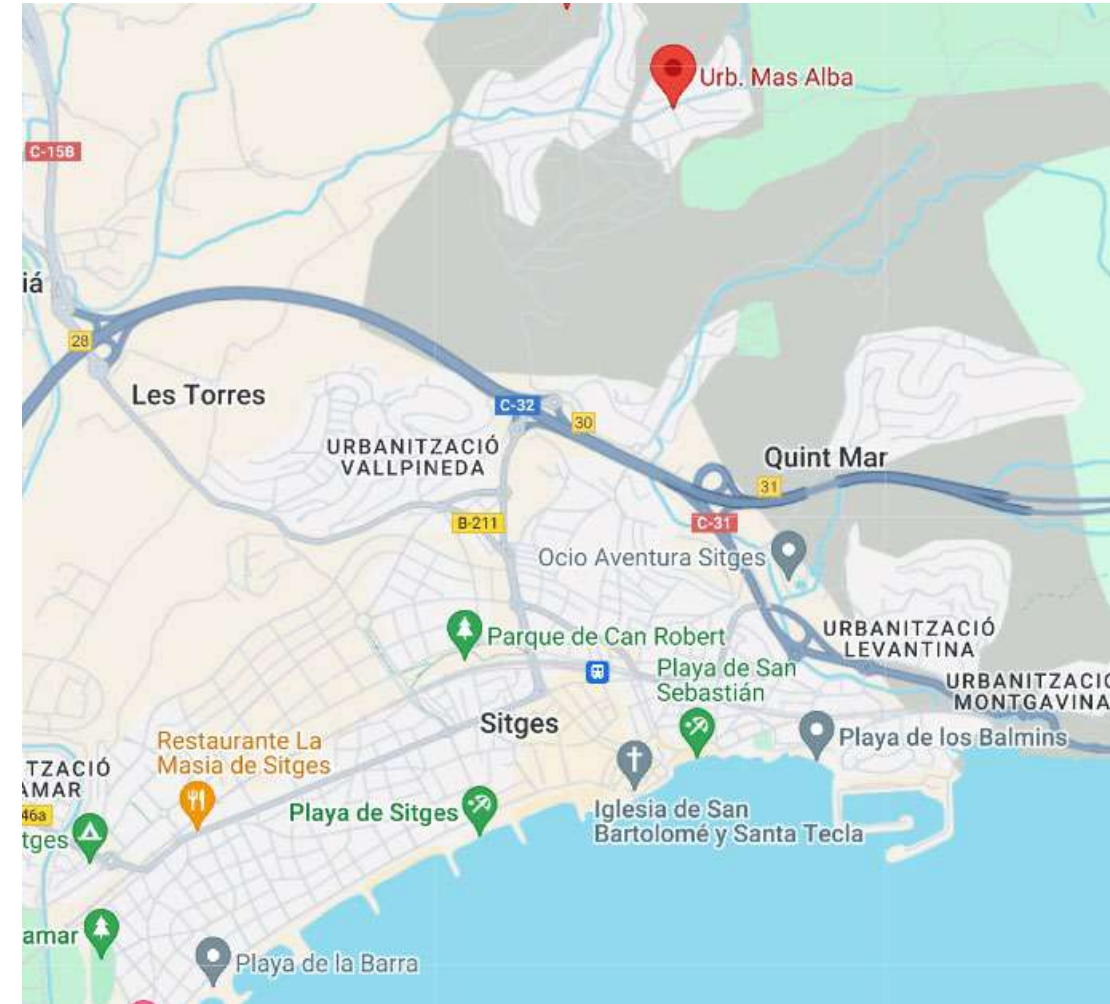 Urb. Mas Alba
C-15B
iá
28
Les Torres
C-32
30
URBANITZACIÓ
VALLPINEDA
Quint Mar
31
B-211
C-31
Ocio Aventura Sitges
Parque de Can Robert
URBANITZACIÓ
LEVANTINA
Playa de San
Sebastián
URBANITZACIÓ
MONTGAVINA
Sitges
Playa de los Balmins
Restaurante La
Masia de Sitges
TZACIÓ
AMAR
46a
tges
Playa de Sitges
Iglesia de San
Bartolomé y Santa Tecla
amar
Playa de la Barra